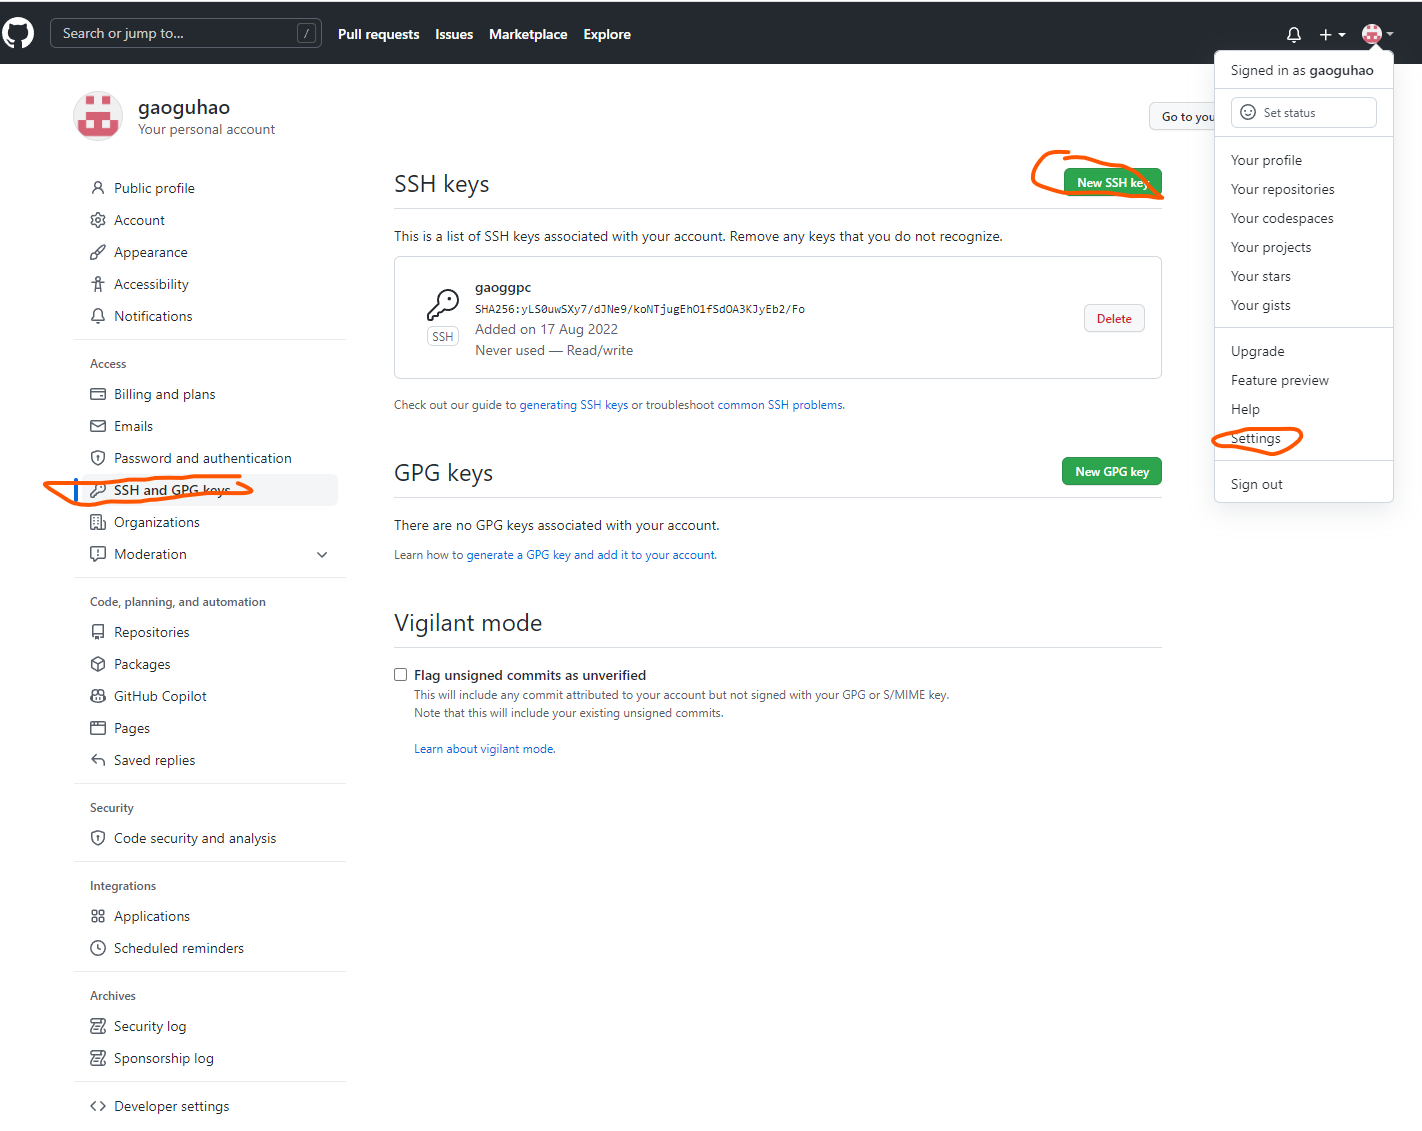 Search or jump to...
/
Pull requests
Issues
Marketplace
Explore
Signed in as gaoguhao
Set status
Your profile
Your repositories
Your codespaces
Your projects
Your stars
Your gists
Upgrade
Feature preview
Help
Settings
Sign out
gaoguhao
Your personal account
Go to you
Public profile
Account
Appearance
Accessibility
Notifications
Access
Billing and plans
Emails
Password and authentication
SSH and GPG keys
Organizations
Moderation
Code, planning, and automation
Repositories
Packages
GitHub Copilot
Pages
Saved replies
Security
Code security and analysis
Integrations
Applications
Scheduled reminders
Archives
Security log
Sponsorship log
Developer settings
SSH keys
New SSH key
This is a list of SSH keys associated with your account. Remove any keys that you do not recognize.
gaoggpc
SHA256:yLS0uwSXy7/dJNe9/koNTjugEhO1fSdOA3KJyEb2/Fo
SSH
Added on 17 Aug 2022
Never used — Read/write
Delete
Check out our guide to generating SSH keys or troubleshoot common SSH problems.
GPG keys
New GPG key
There are no GPG keys associated with your account.
Learn how to generate a GPG key and add it to your account.
Vigilant mode
Flag unsigned commits as unverified
This will include any commit attributed to your account but not signed with your GPG or S/MIME key.
Note that this will include your existing unsigned commits.
Learn about vigilant mode.